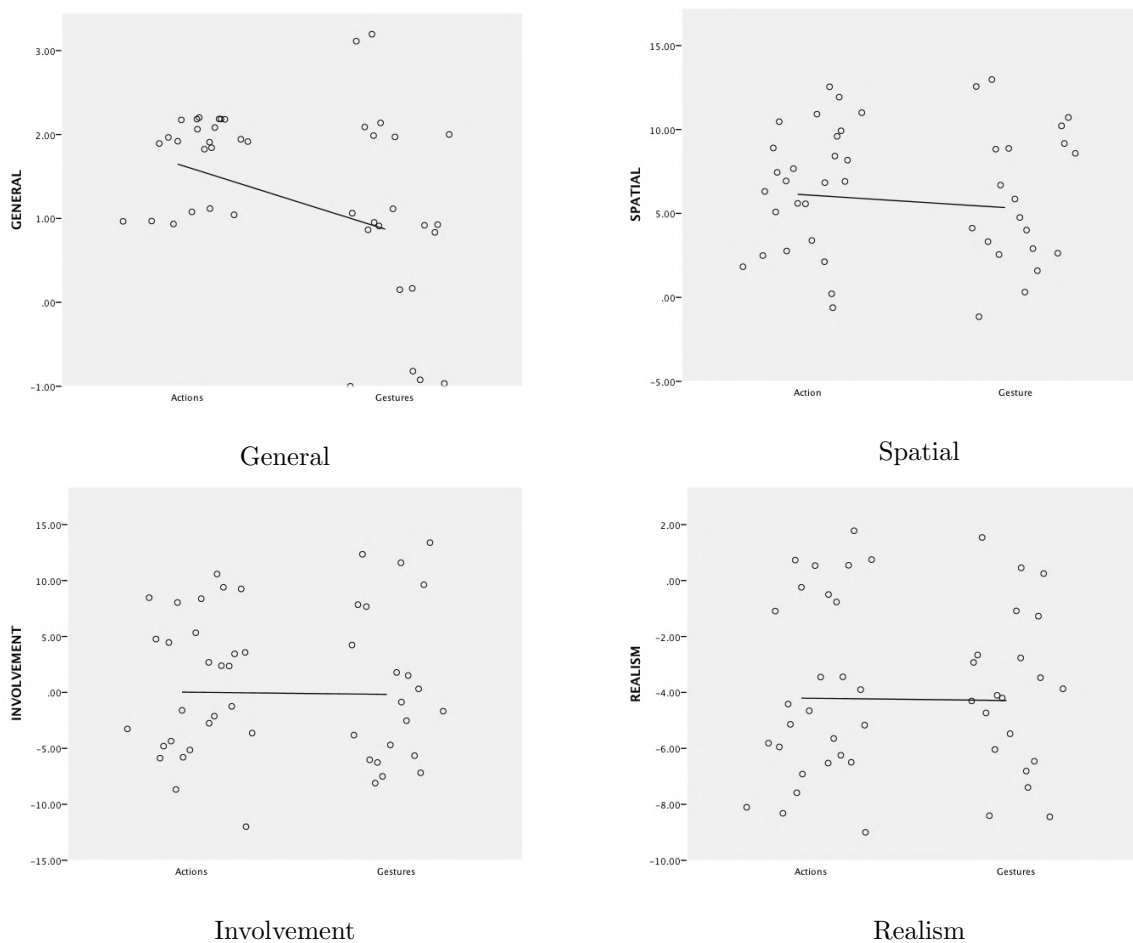 GENERAL
3.00
2.00
1.00
.00
-1.00
Actions
Gestures
General
SPATIAL
15.00
10.00
5.00
.00
-5.00
Action
Gesture
Spatial
INVOLVEMENT
15.00
10.00
5.00
.00
-5.00
-10.00
-15.00
Actions
Gestures
Involvement
REALISM
2.00
.00
-2.00
-4.00
-6.00
-8.00
-10.00
Actions
Gestures
Realism